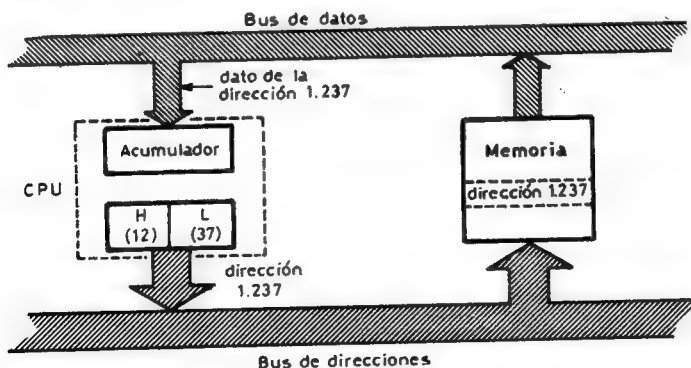 Bus de datos
dato de la
dirección 1.237
Acumulador
CPU
H
(12)
L
(37)
dirección
1.237
Memoria
dirección 1.237
Bus de direcciones